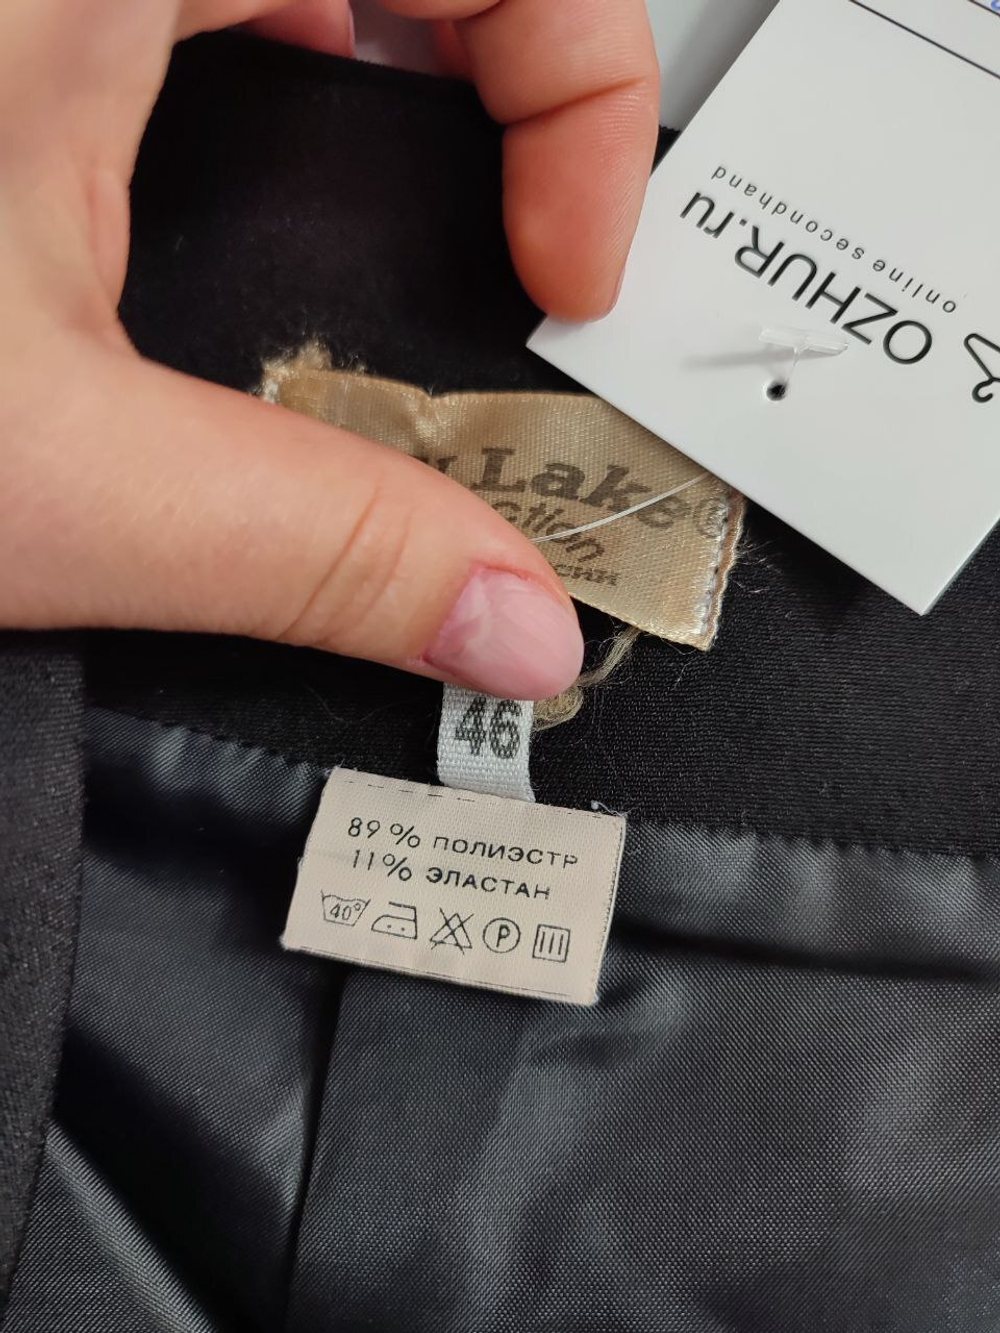 OZHUR.ru
online secondhand
Lake®
46
89% ПОЛИЭСТР
11% ЭЛАСТАН
40°
P